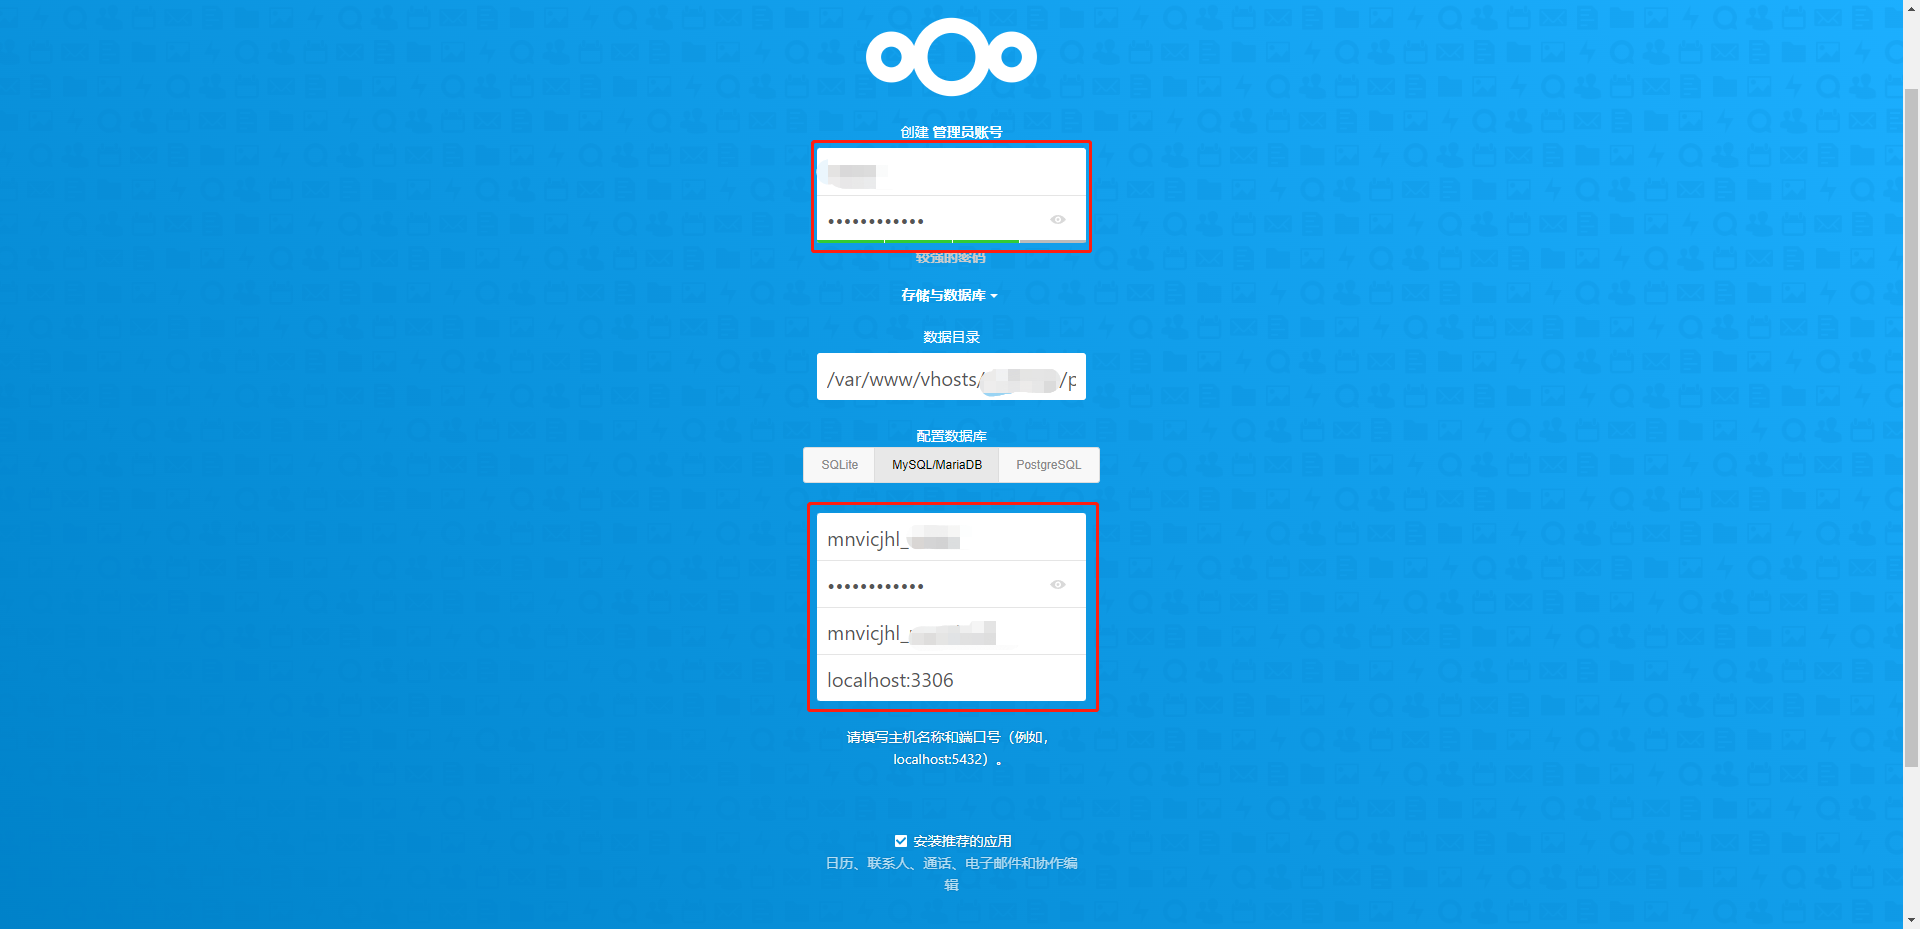 创建 管理员账号
••••••••••••
较强的密码
存储与数据库
数据目录
/var/www/vhosts/ /p
配置数据库
SQLite MySQL/MariaDB PostgreSQL
mnvicjhl_
••••••••••••
mnvicjhl_
localhost:3306
请填写主机名称和端口号（例如，
localhost:5432）。
安装推荐的应用
日历、联系人、通话、电子邮件和协作编
辑